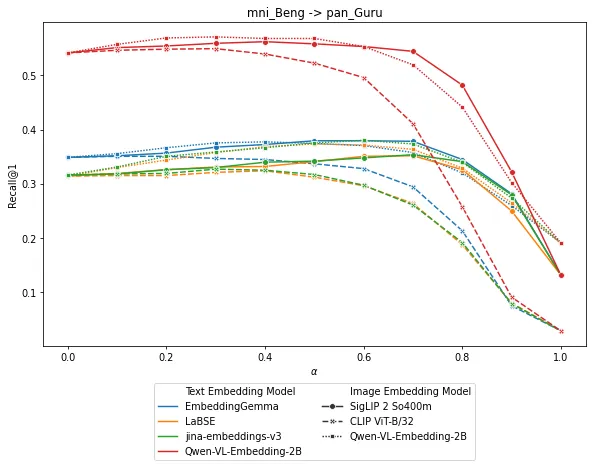 mni_Beng -> pan_Guru
0.5
0.4
0.3
0.2
0.1
Recall@1
0.0 0.2 0.4 0.6 0.8 1.0
α
Text Embedding Model
EmbeddingGemma
LaBSE
jina-embeddings-v3
Qwen-VL-Embedding-2B
Image Embedding Model
SigLIP 2 So400m
CLIP ViT-B/32
Qwen-VL-Embedding-2B